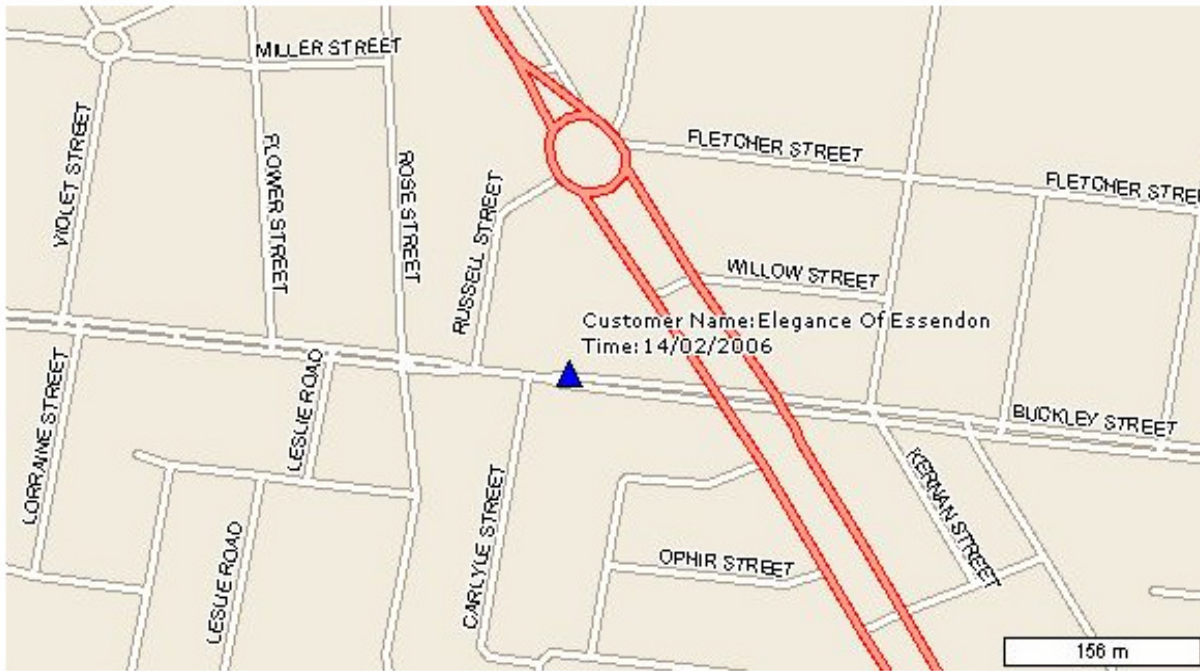 MILLER STREET
VIOLET STREET
FLOWER STREET
ROSE STREET
RUSSELL STREET
FLETCHER STREET
FLETCHER STREE
WILLOW STREET
Customer Name:Elegance Of Essendon
Time:14/02/2006
LORRAINE STREET
LESLIE ROAD
BUCKLEY STREET
LESLIE ROAD
CARLYLE STREET
OPHIR STREET
KERNAN STREET
156 m